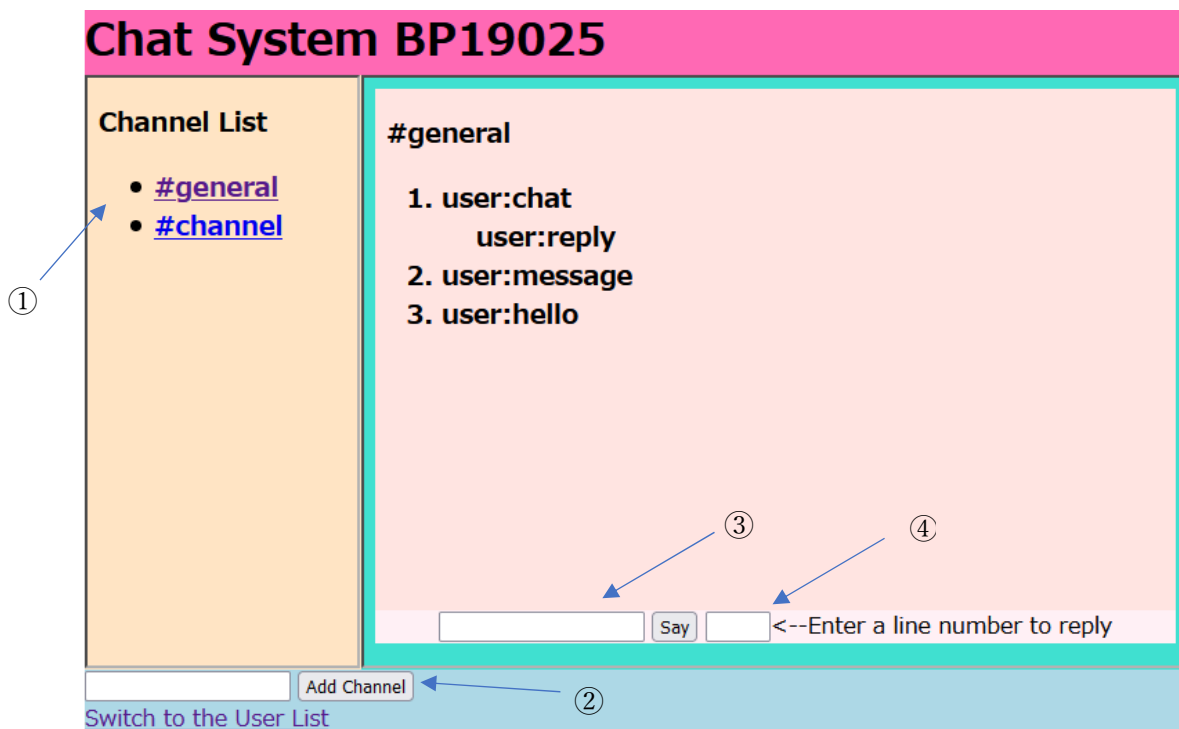 Chat System BP19025
Channel List
• #general
• #channel
①
#general
1. user:chat
user:reply
2. user:message
3. user:hello
③
④
Say
<--Enter a line number to reply
Add Channel
②
Switch to the User List